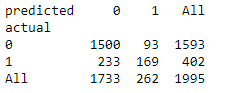 predicted 0 1 All
actual
0 1500 93 1593
1 233 169 402
All 1733 262 1995